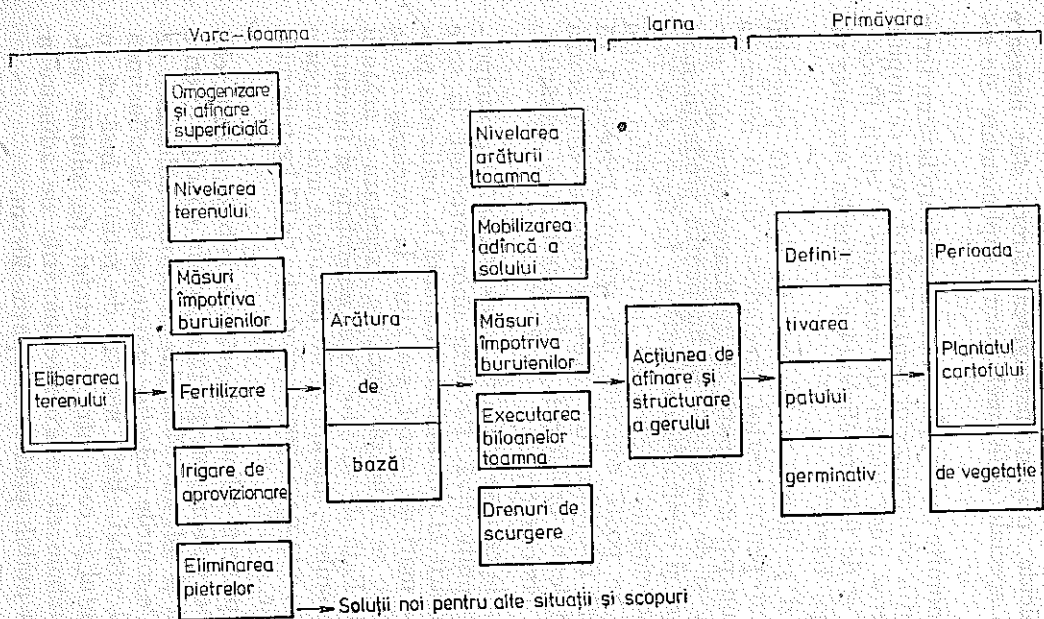 Vara-toamna
Iarna
Primăvara
Omogenizare
și afînare
superficială
Nivelarea
terenului
Măsuri
împotriva
buruienilor
Eliberarea
terenului
Fertilizare
Irigare de
aprovizionare
Eliminarea
pietrelor
Arătura
de
bază
Nivelarea
arăturii
toamna
Mobilizarea
adîncă a
solului
Măsuri
împotriva
buruienilor
Executarea
biloanelor
toamna
Drenuri de
scurgere
Acțiunea de
afînare și
structurare
a gerului
Defini-
tivarea
patului
germinativ
Perioada
Plantatul
cartofului
de vegetație
Soluții noi pentru alte situații și scopuri